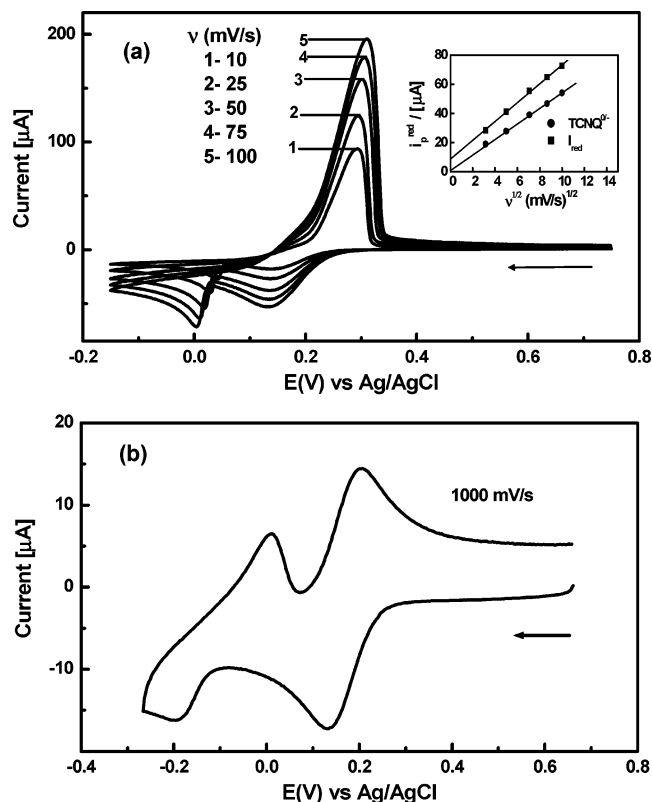 (a)
ν (mV/s)
1- 10
2- 25
3- 50
4- 75
5- 100
5
4
3
2
1
200
100
0
Current [µA]
-0.2
0.0
0.2
0.4
0.6
0.8
E(V) vs Ag/AgCl
80
60
40
20
0
i_p^red / [µA]
TCNQ^0/-
I_red
0 2 4 6 8 10 12 14
ν^1/2 (mV/s)^1/2
(b)
1000 mV/s
20
10
0
-10
Current [µA]
-0.4
-0.2
0.0
0.2
0.4
0.6
0.8
E(V) vs Ag/AgCl